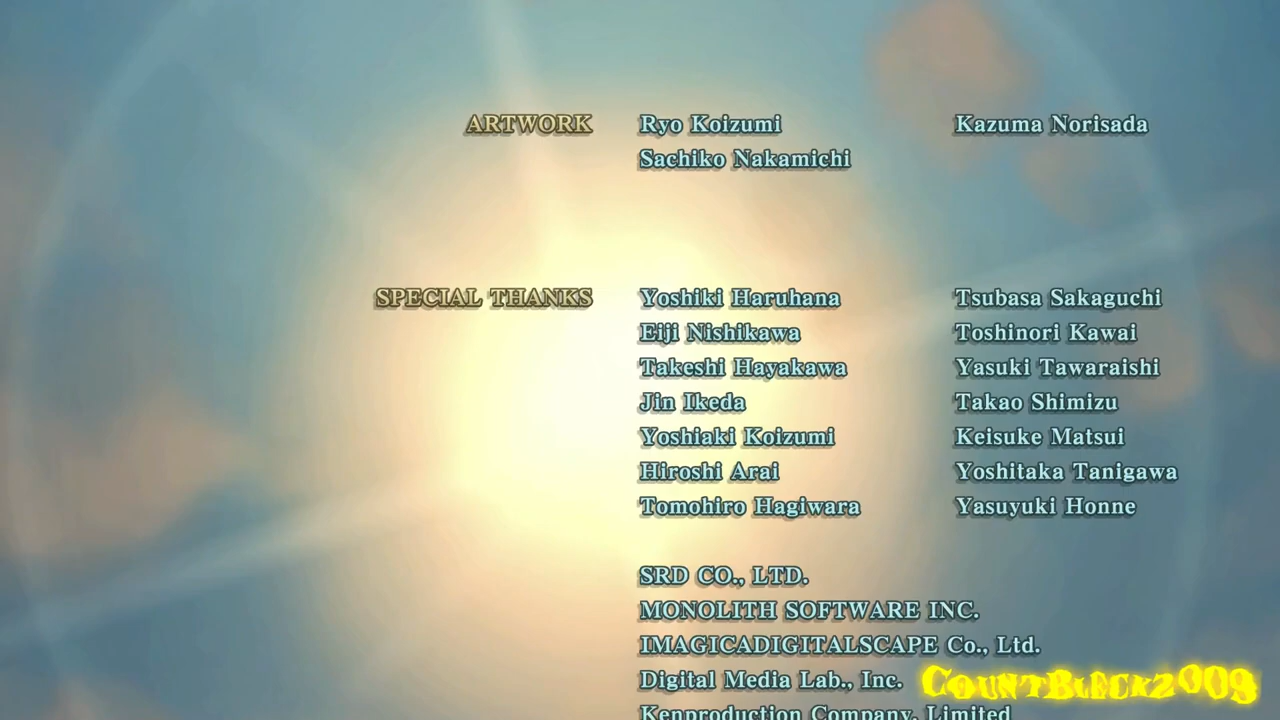 ARTWORK Ryo Koizumi Kazuma Norisada
Sachiko Nakamichi
SPECIAL THANKS Yoshiki Haruhana Tsubasa Sakaguchi
Eiji Nishikawa Toshinori Kawai
Takeshi Hayakawa Yasuki Tawaraishi
Jin Ikeda Takao Shimizu
Yoshiaki Koizumi Keisuke Matsui
Hiroshi Arai Yoshitaka Tanigawa
Tomohiro Hagiwara Yasuyuki Honne
SRD CO., LTD.
MONOLITH SOFTWARE INC.
IMAGICADIGITALSCAPE Co., Ltd.
Digital Media Lab., Inc. CountBleck2009
Kenproduction Company, Limited